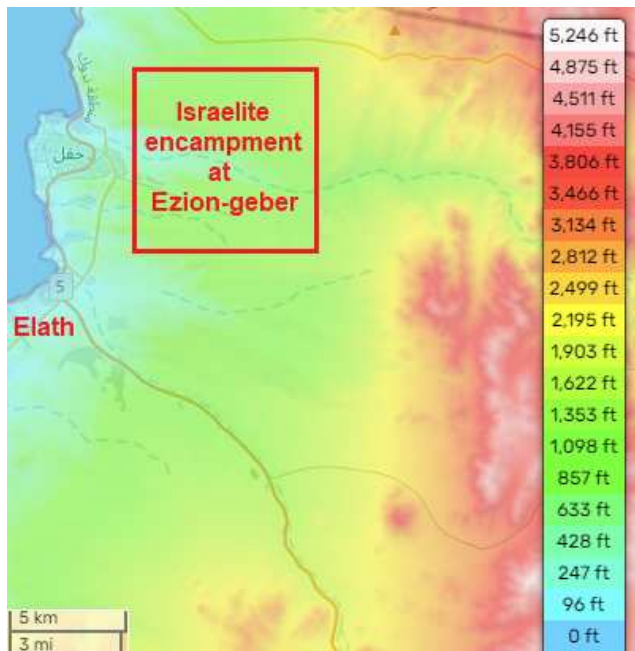 منطقة تبوك
حقل
Israelite
encampment
at
Ezion-geber
5
Elath
5 km
3 mi
5,246 ft
4,875 ft
4,511 ft
4,155 ft
3,806 ft
3,466 ft
3,134 ft
2,812 ft
2,499 ft
2,195 ft
1,903 ft
1,622 ft
1,353 ft
1,098 ft
857 ft
633 ft
428 ft
247 ft
96 ft
0 ft